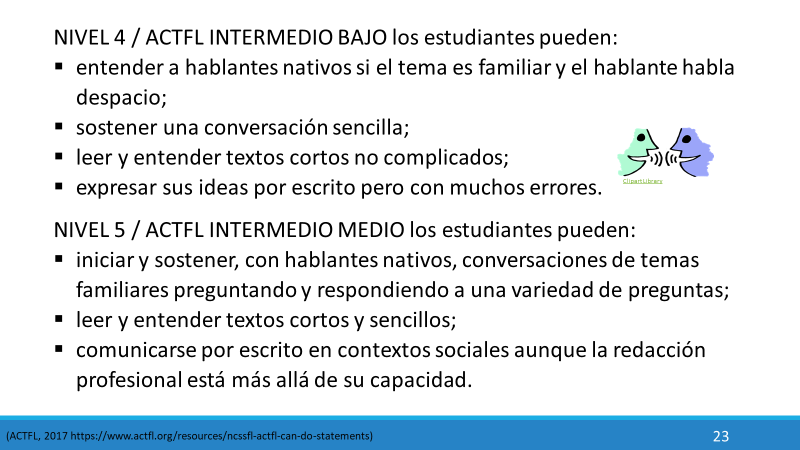 NIVEL 4 / ACTFL INTERMEDIO BAJO los estudiantes pueden:
▪ entender a hablantes nativos si el tema es familiar y el hablante habla
despacio;
▪ sostener una conversación sencilla;
▪ leer y entender textos cortos no complicados;
▪ expresar sus ideas por escrito pero con muchos errores.
ClipartLibrary
NIVEL 5 / ACTFL INTERMEDIO MEDIO los estudiantes pueden:
▪ iniciar y sostener, con hablantes nativos, conversaciones de temas
familiares preguntando y respondiendo a una variedad de preguntas;
▪ leer y entender textos cortos y sencillos;
▪ comunicarse por escrito en contextos sociales aunque la redacción
profesional está más allá de su capacidad.
(ACTFL, 2017 https://www.actfl.org/resources/ncssfl-actfl-can-do-statements)
23